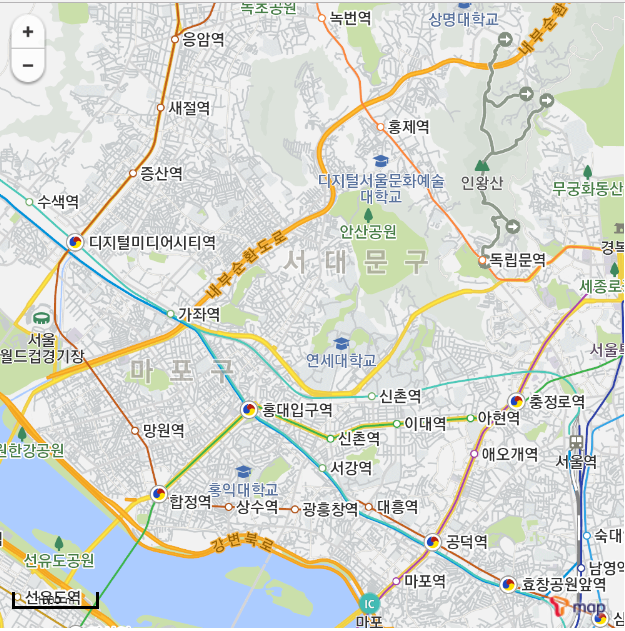 +
−
녹초공원
녹번역
상명
대학교
내부순환
응암역
새절역
홍제역
증산역
디지털서울문화예술
대학교
인왕산
무궁화동산
수색역
안산공원
디지털미디어시티역
내부순환도로
서대문구
독립문역
경복
세종로
가좌역
서울
월드컵경기장
연세대학교
마포구
서울
신촌역
홍대입구역
충정로역
이대역
아현역
망원역
신촌역
원한강공원
서강역
애오개역
서울역
홍익대학교
합정역
상수역
광흥창역
대흥역
강변북로
공덕역
숙대
선유도공원
남영역
마포역
효창공원앞역
선유도역
IC
마포
T map
삼